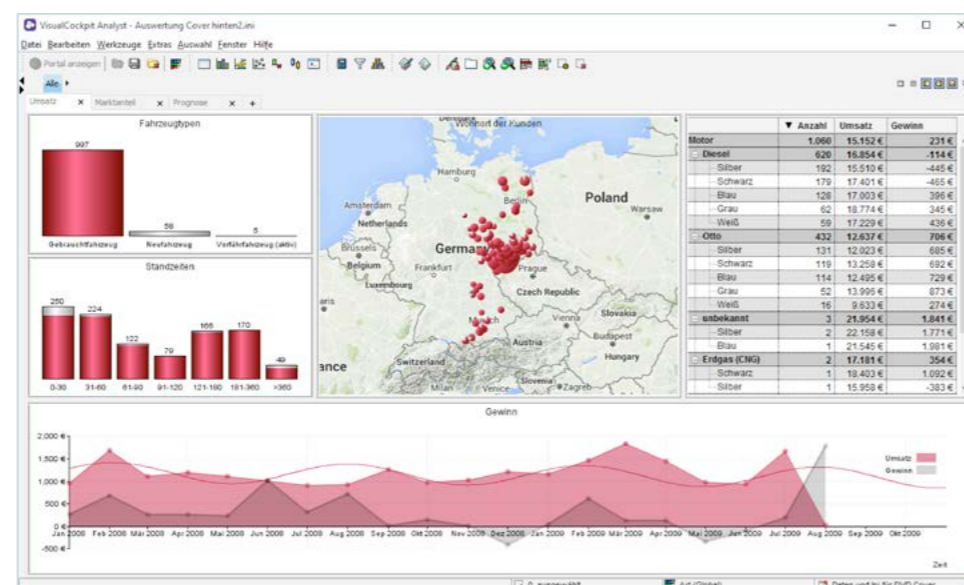 VisualCockpit Analyst - Auswertung Cover hinten2.ini
Datei Bearbeiten Werkzeuge Extras Auswahl Fenster Hilfe
Portal anzeigen
Alle
Umsatz Marktanteil Prognose +
Fahrzeugtypen
997
58
5
Gebrauchtfahrzeug Neufahrzeug Vorführfahrzeug (aktiv)
Standzeiten
250 224 122 79 166 170 49
0-30 31-60 61-90 91-120 121-180 181-360 >360
Wohnort der Kunden
Hamburg
Berlin
Poland
Amsterdam
Warsaw
Netherlands
Brussels
Germany
Belgium
Frankfurt
Prague
Luxembourg
Czech Republic
Slovakia
Munich
Vienna
Austria
Budapest
Hungary
Switzerland
Slovenia
Milan Venice Zagreb
▼ Anzahl Umsatz Gewinn
Motor 1.060 15.152 € 231 €
Diesel 620 16.854 € -114 €
Silber 192 15.510 € -445 €
Schwarz 179 17.401 € -465 €
Blau 128 17.003 € 396 €
Grau 62 18.774 € 345 €
Weiß 59 17.229 € 436 €
Otto 432 12.637 € 706 €
Silber 131 12.023 € 685 €
Schwarz 119 13.258 € 692 €
Blau 114 12.495 € 729 €
Grau 52 13.996 € 873 €
Weiß 16 9.633 € 274 €
unbekannt 3 21.954 € 1.841 €
Silber 2 22.158 € 1.771 €
Blau 1 21.545 € 1.981 €
Erdgas (CNG) 2 17.181 € 354 €
Schwarz 1 18.403 € 1.092 €
Silber 1 15.958 € -383 €
Gewinn
2,000 €
1,500 €
1,000 €
500 €
0 €
-500 €
Umsatz
Gewinn
Jan 2008 Feb 2008 Mär 2008 Apr 2008 Mai 2008 Jun 2008 Jul 2008 Aug 2008 Sep 2008 Okt 2008 Nov 2008 Dez 2008 Jan 2009 Feb 2009 Mär 2009 Apr 2009 Mai 2009 Jun 2009 Jul 2009 Aug 2009 Sep 2009 Okt 2009
Zeit
0 ausgewählt